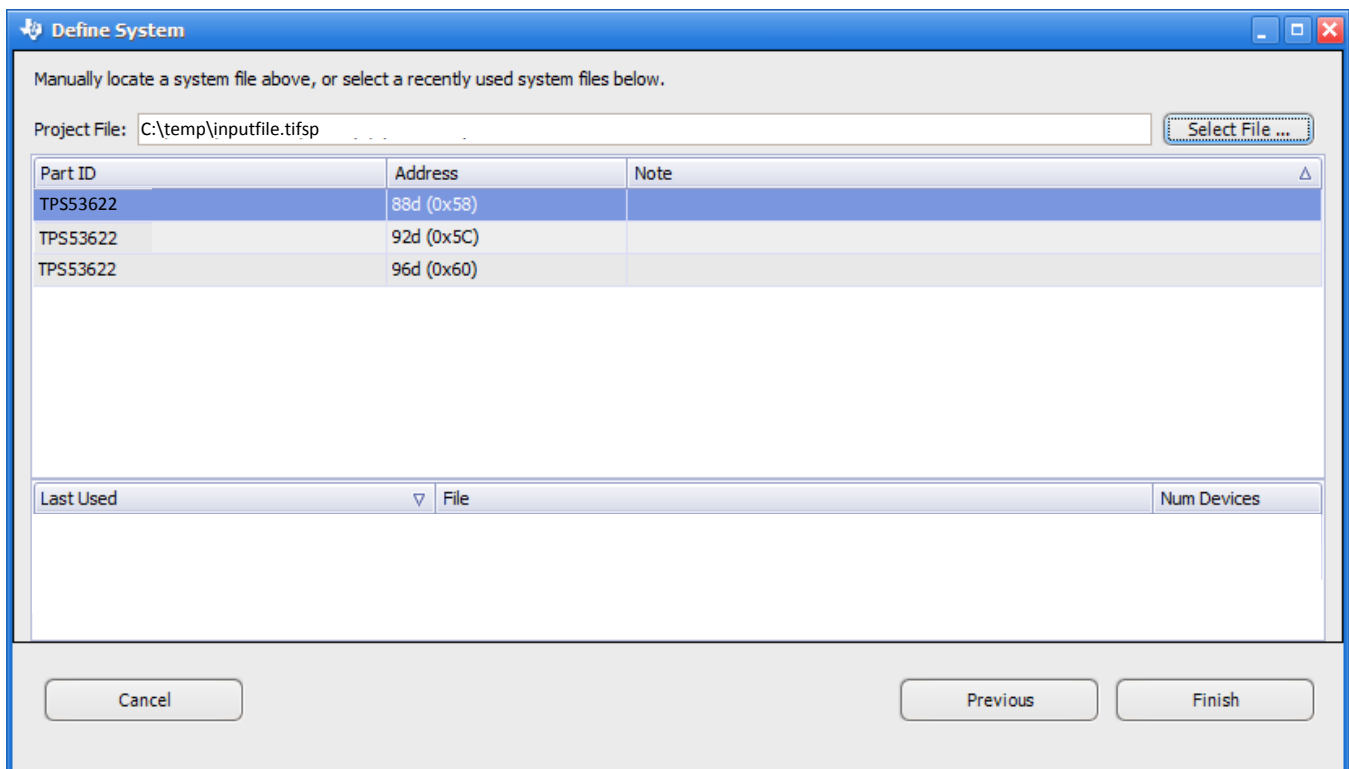 Define System
Manually locate a system file above, or select a recently used system files below.
Project File: C:\temp\inputfile.tifsp Select File ...
Part ID Address Note
TPS53622 88d (0x58)
TPS53622 92d (0x5C)
TPS53622 96d (0x60)
Last Used File Num Devices
Cancel Previous Finish